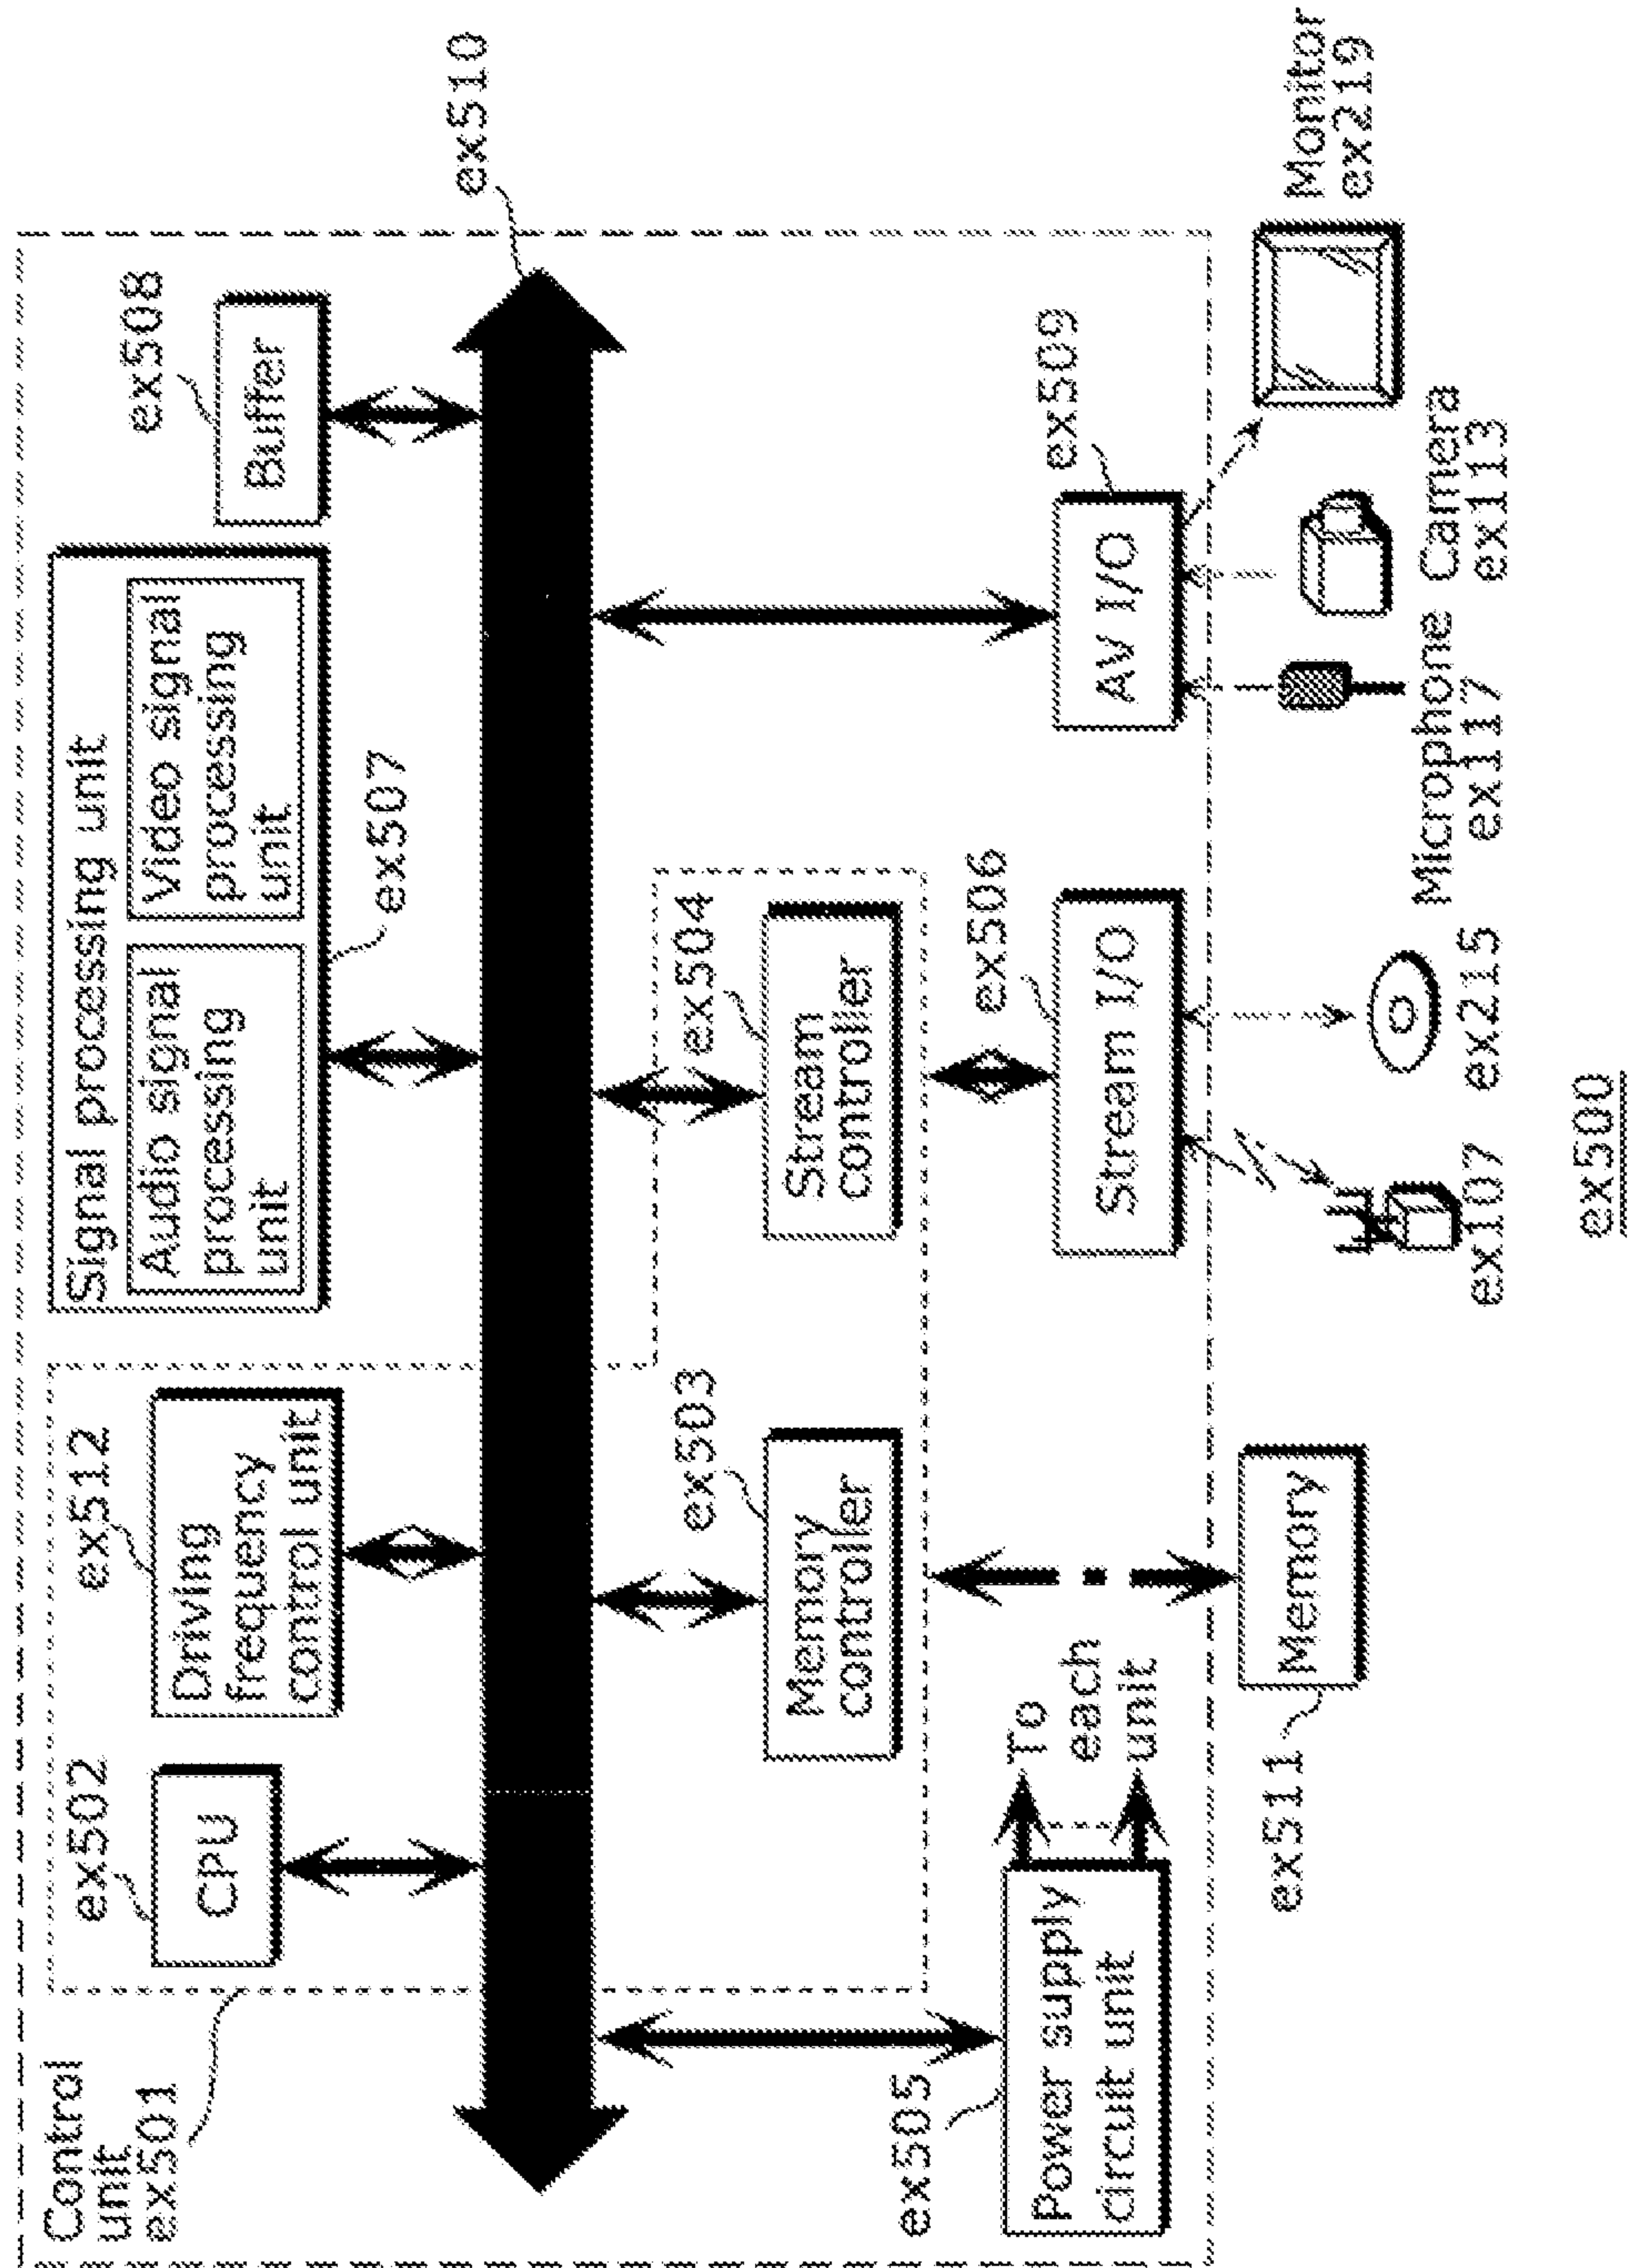 Control
unit
ex501
ex502
CPU
ex512
Driving
frequency
control unit
Signal processing unit
Audio signal
processing
unit
Video signal
processing
unit
ex507
ex508
Buffer
ex510
ex503
Memory
controller
ex504
Stream
controller
ex505
Power supply
circuit unit
To
each
unit
ex506
Stream I/O
ex509
AV I/O
ex511
Memory
ex107
ex215
Microphone
ex117
Camera
ex113
Monitor
ex219
ex500